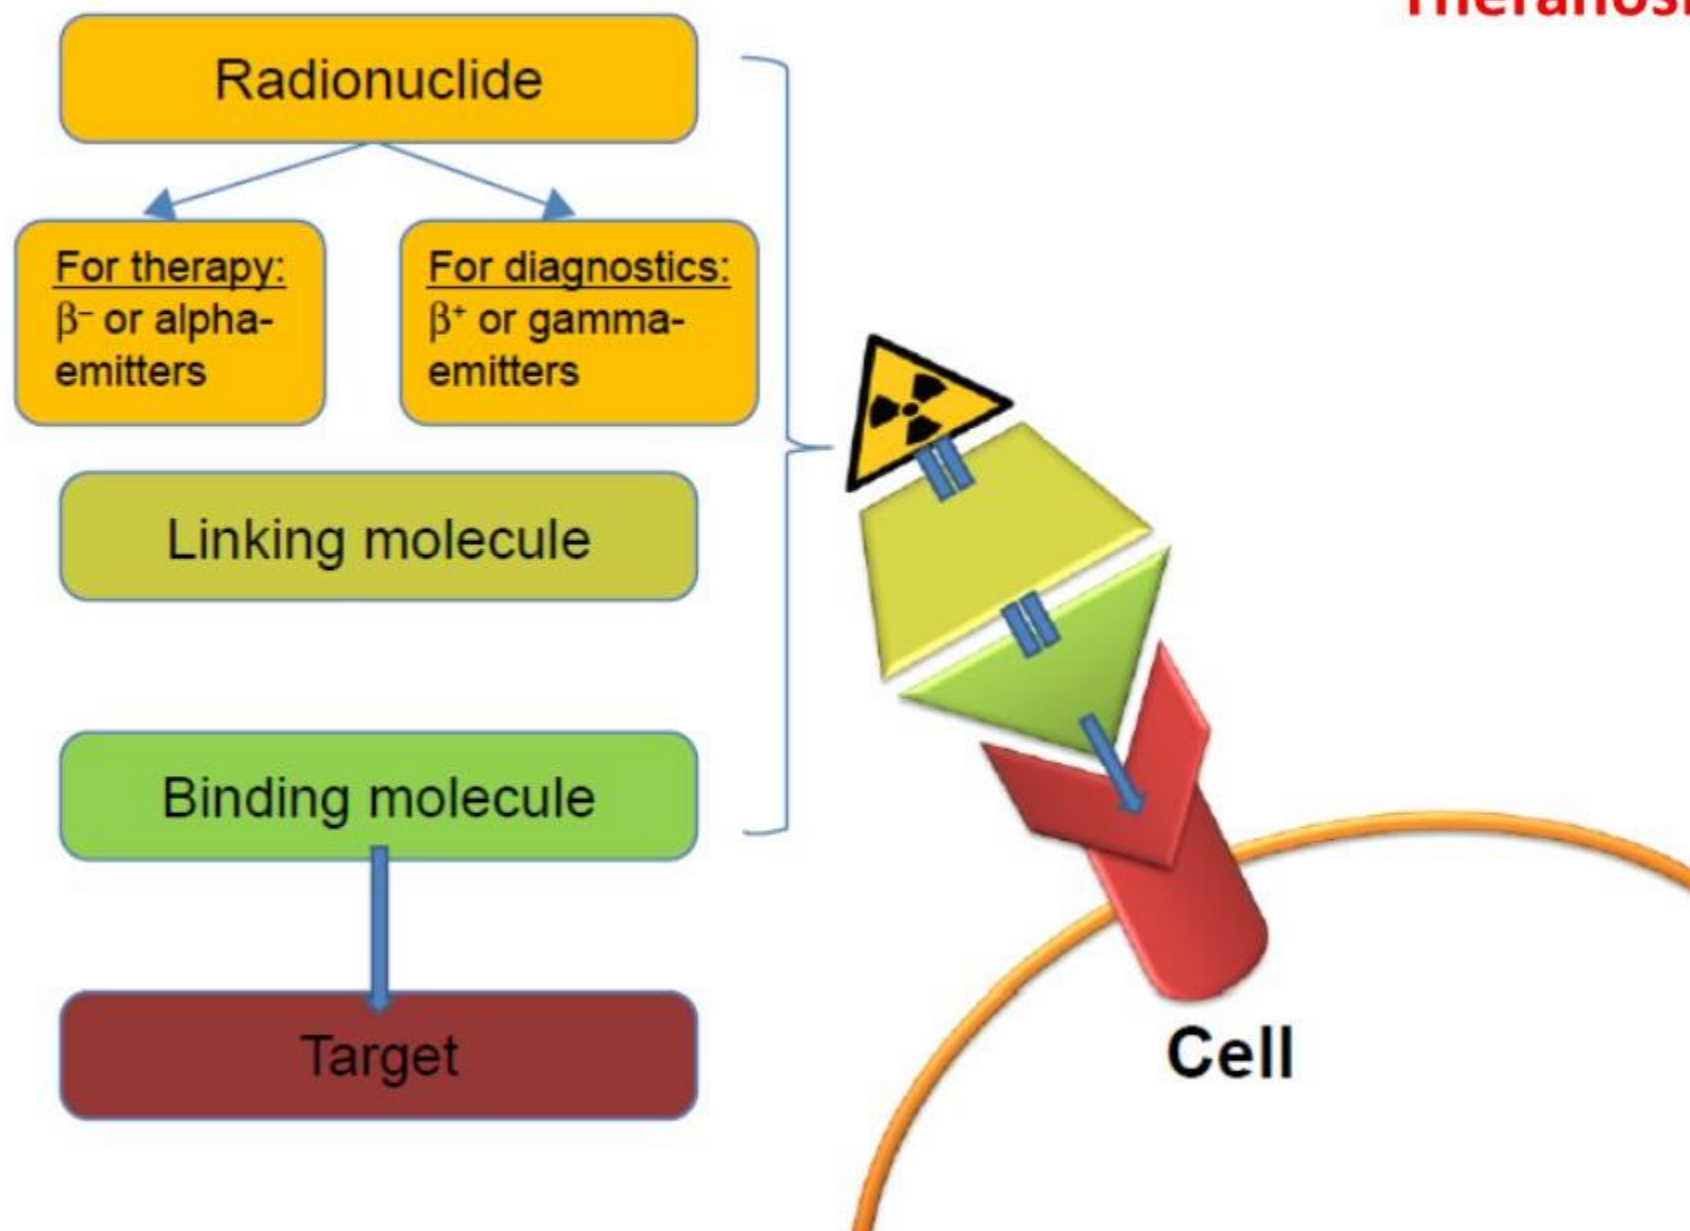 Radionuclide
For therapy:
β⁻ or alpha-
emitters
For diagnostics:
β⁺ or gamma-
emitters
Linking molecule
Binding molecule
Target
Cell